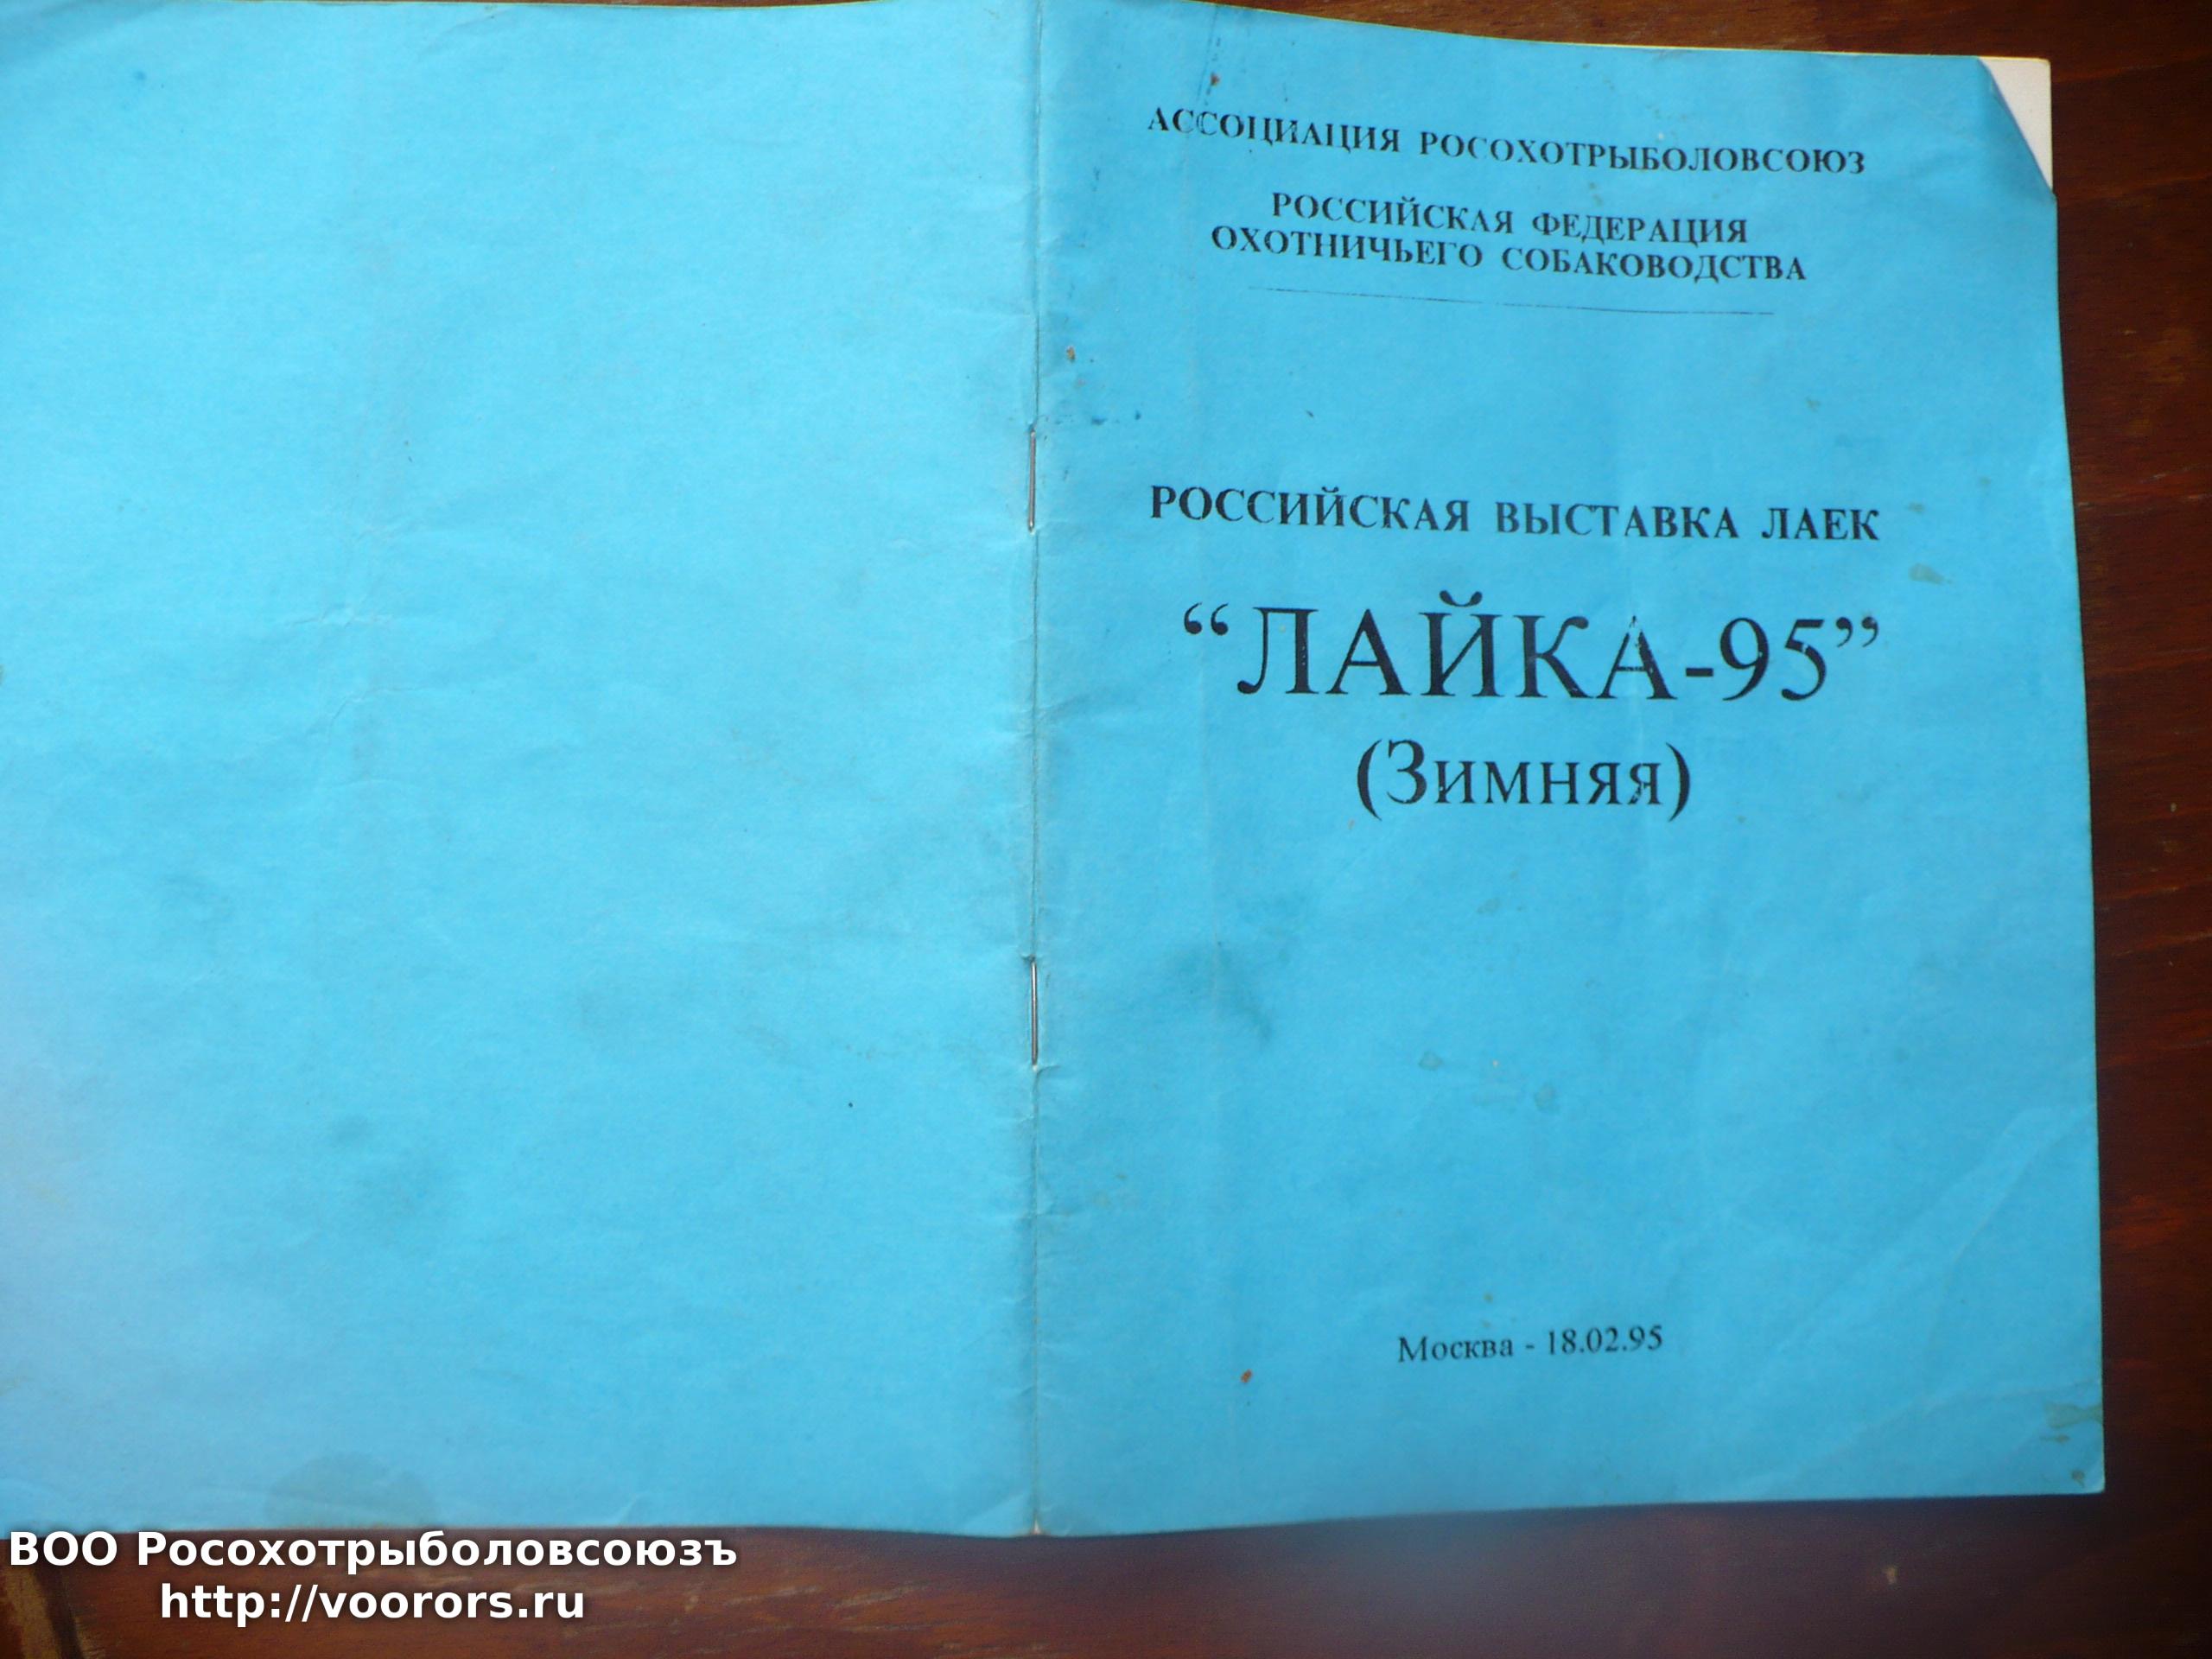 АССОЦИАЦИЯ РОСОХОТРЫБОЛОВСОЮЗ
РОССИЙСКАЯ ФЕДЕРАЦИЯ
ОХОТНИЧЬЕГО СОБАКОВОДСТВА
РОССИЙСКАЯ ВЫСТАВКА ЛАЕК
“ЛАЙКА-95”
(Зимняя)
Москва - 18.02.95
ВОО Росохотрыболовсоюзъ
http://voorors.ru